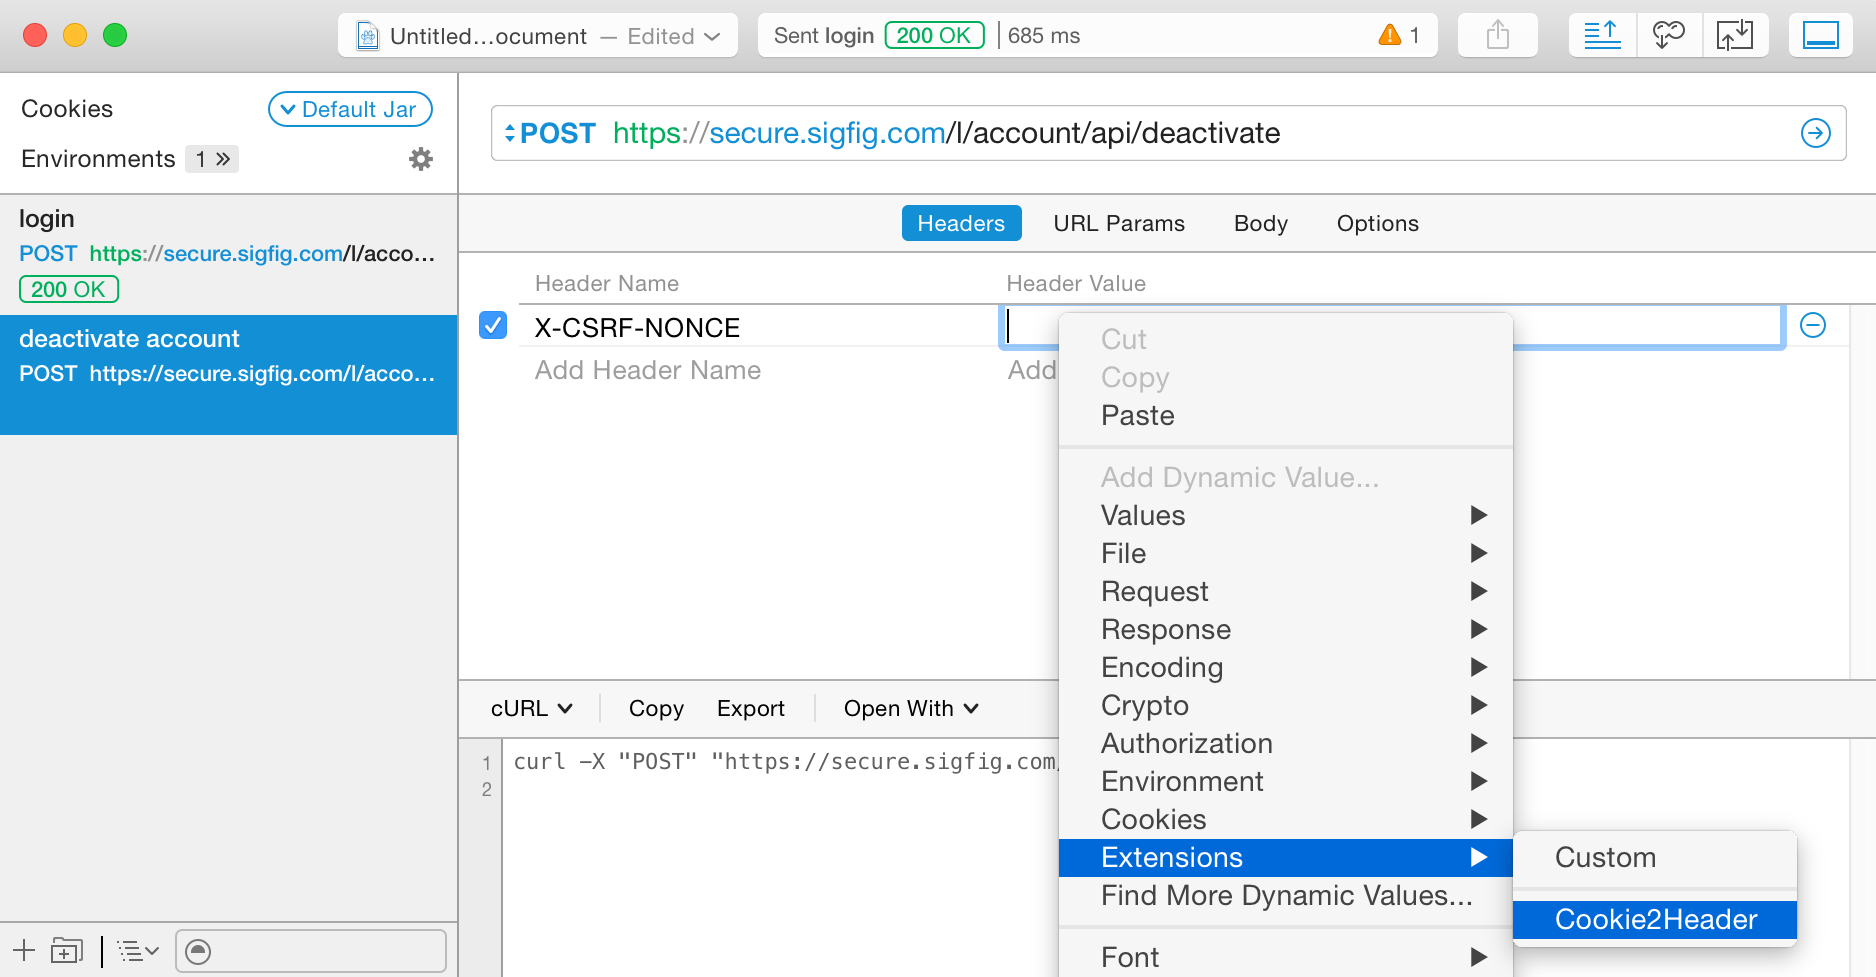 Untitled...ocument — Edited
Sent login 200 OK 685 ms
1
Cookies
Default Jar
Environments 1 »
login
POST https://secure.sigfig.com/l/acco...
200 OK
deactivate account
POST https://secure.sigfig.com/l/acco...
POST https://secure.sigfig.com/l/account/api/deactivate
Headers URL Params Body Options
Header Name Header Value
X-CSRF-NONCE
Add Header Name Add
Cut
Copy
Paste
Add Dynamic Value...
Values
File
Request
Response
Encoding
Crypto
Authorization
Environment
Cookies
Extensions
Find More Dynamic Values...
Font
Custom
Cookie2Header
cURL Copy Export Open With
1 curl -X "POST" "https://secure.sigfig.com/
2